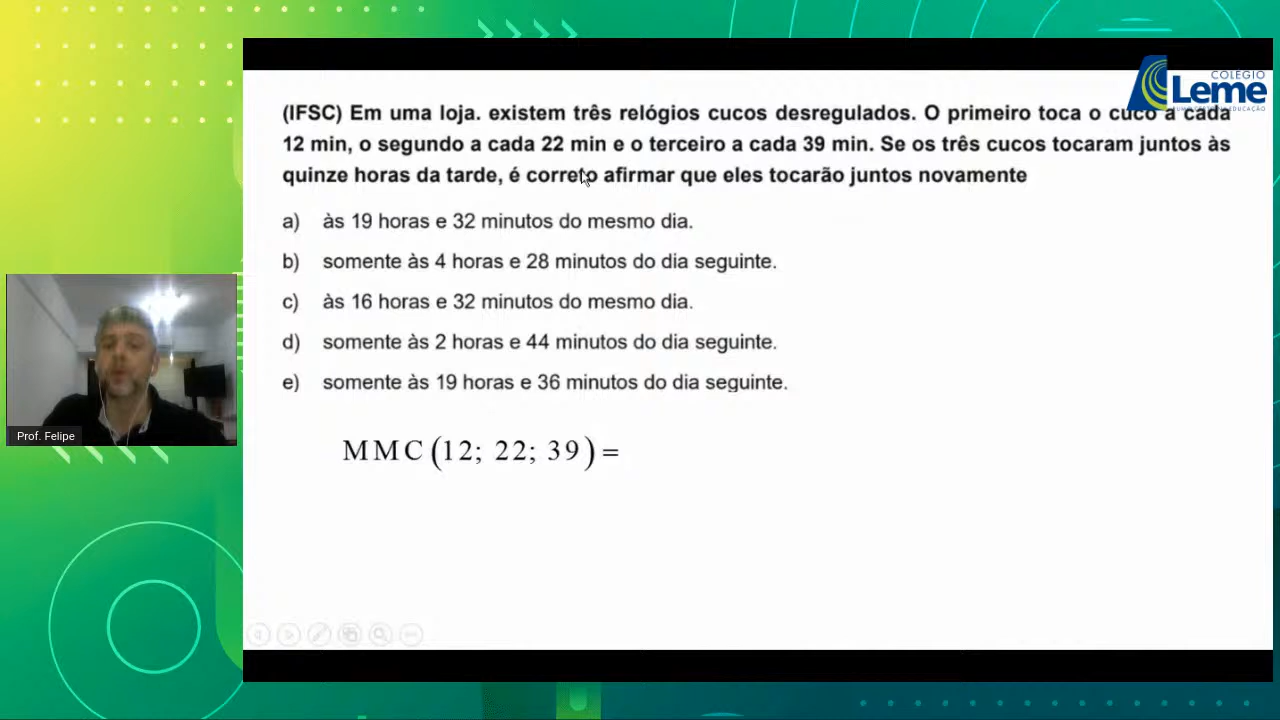 COLÉGIO
Leme
(IFSC) Em uma loja. existem três relógios cucos desregulados. O primeiro toca o cuco a cada
12 min, o segundo a cada 22 min e o terceiro a cada 39 min. Se os três cucos tocaram juntos às
quinze horas da tarde, é correto afirmar que eles tocarão juntos novamente
a) às 19 horas e 32 minutos do mesmo dia.
b) somente às 4 horas e 28 minutos do dia seguinte.
c) às 16 horas e 32 minutos do mesmo dia.
d) somente às 2 horas e 44 minutos do dia seguinte.
e) somente às 19 horas e 36 minutos do dia seguinte.
MMC(12; 22; 39)=
Prof. Felipe